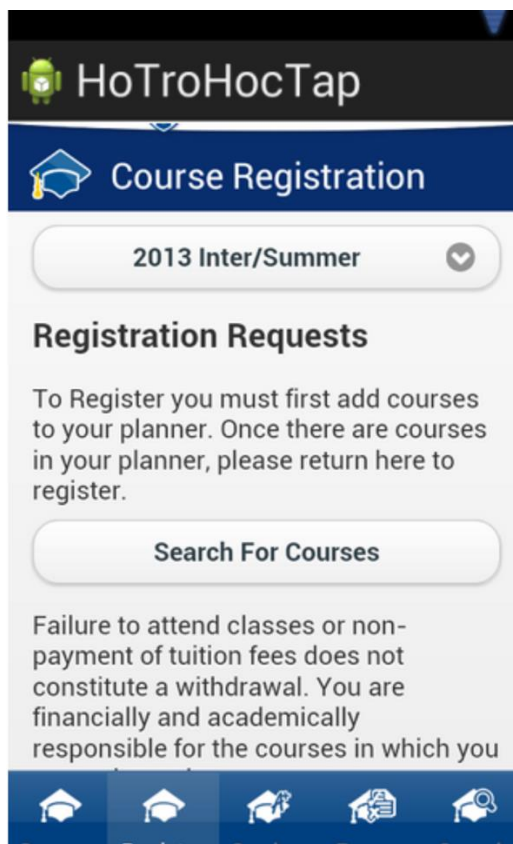 HoTroHocTap
Course Registration
2013 Inter/Summer
Registration Requests
To Register you must first add courses
to your planner. Once there are courses
in your planner, please return here to
register.
Search For Courses
Failure to attend classes or non-
payment of tuition fees does not
constitute a withdrawal. You are
financially and academically
responsible for the courses in which you